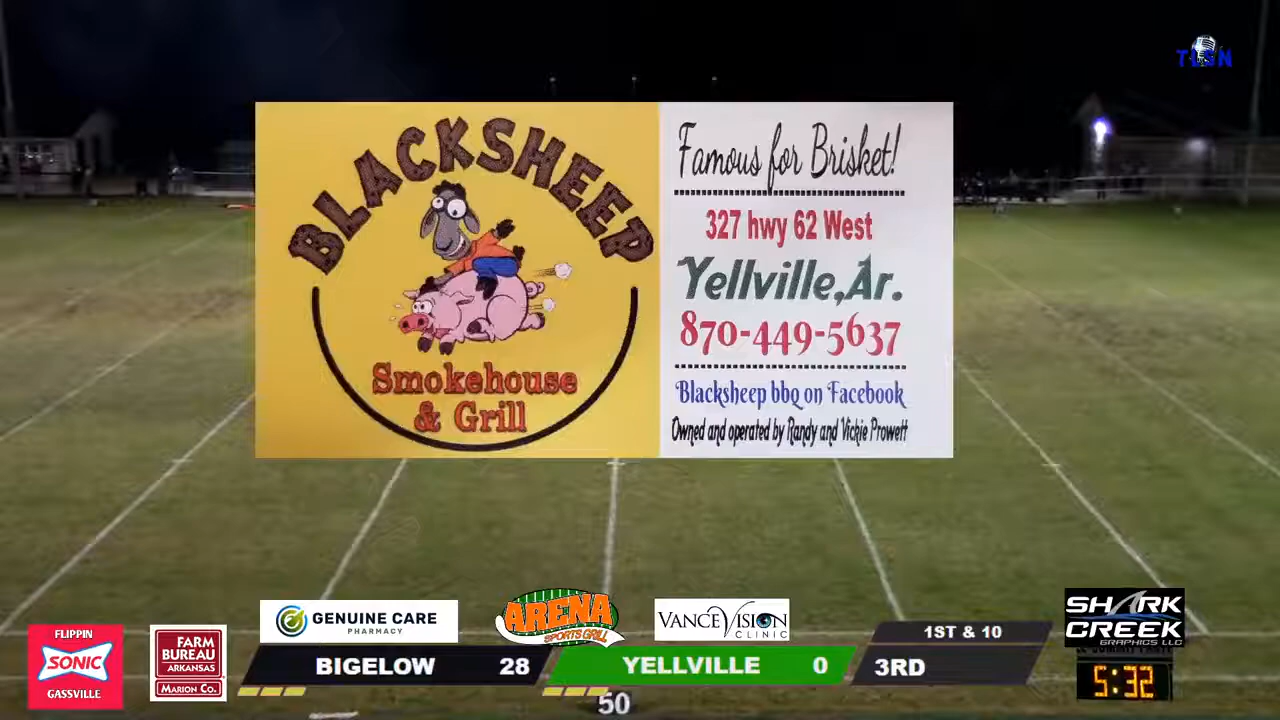 TLSN
BLACKSHEEP
Smokehouse
& Grill
Famous for Brisket!
327 hwy 62 West
Yellville, Ar.
870-449-5637
Blacksheep bbq on Facebook
Owned and operated by Randy and Vickie Prowett
FLIPPIN
SONIC
GASSVILLE
FARM
BUREAU
ARKANSAS
MARION CO.
GENUINE CARE
PHARMACY
ARENA
SPORTS GRILL
VANCE VISION
CLINIC
SHARK
CREEK
GRAPHICS LLC
1ST & 10
BIGELOW 28
YELLVILLE 0
3RD
5:32
50